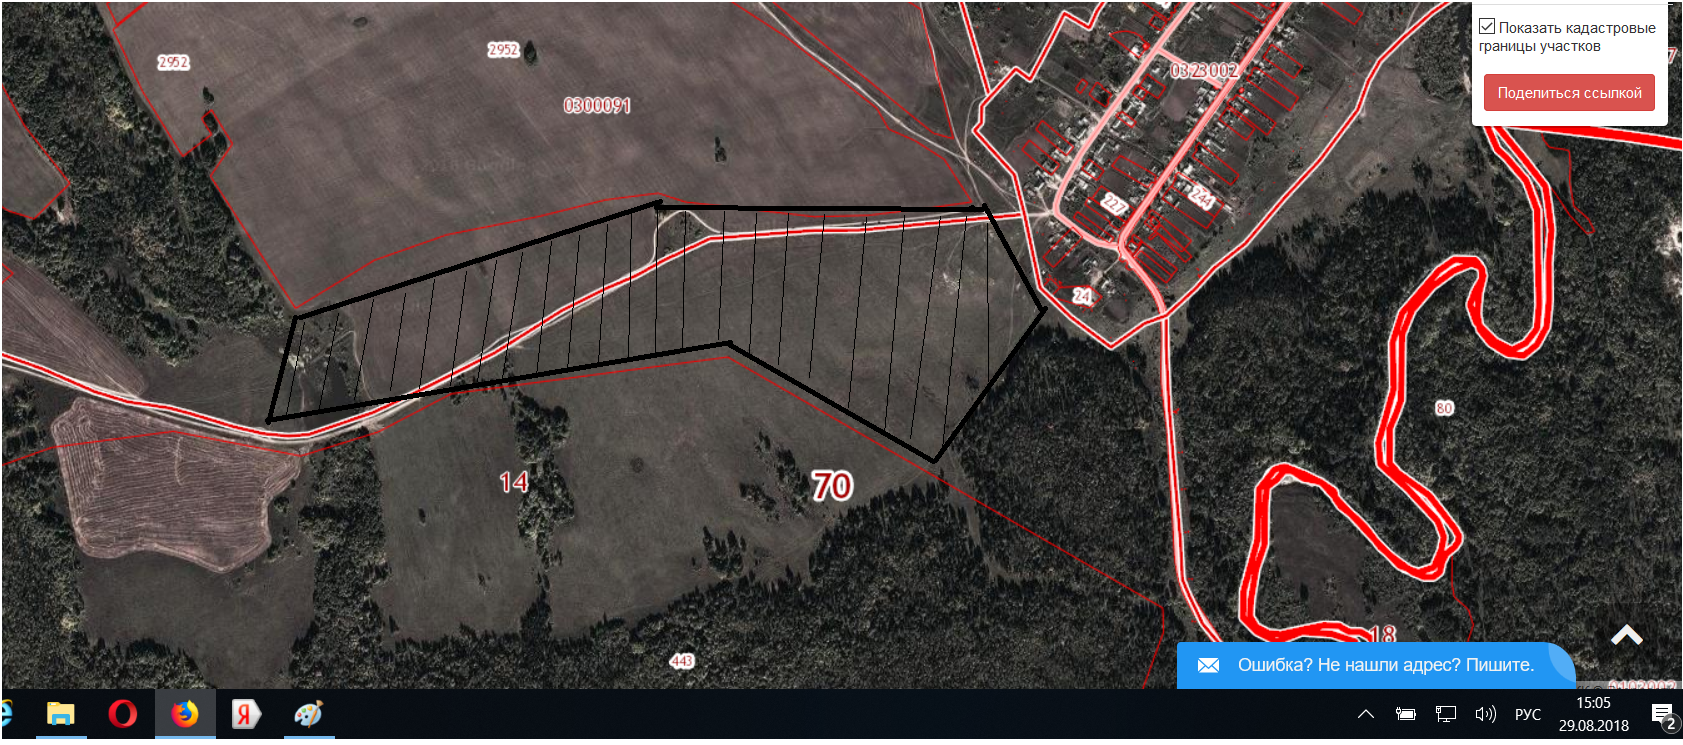 Показать кадастровые
границы участков
Поделиться ссылкой
2952
2952
0300091
0323002
227
244
24
80
14
70
443
18
Ошибка? Не нашли адрес? Пишите.
Я
РУС
15:05
29.08.2018
2